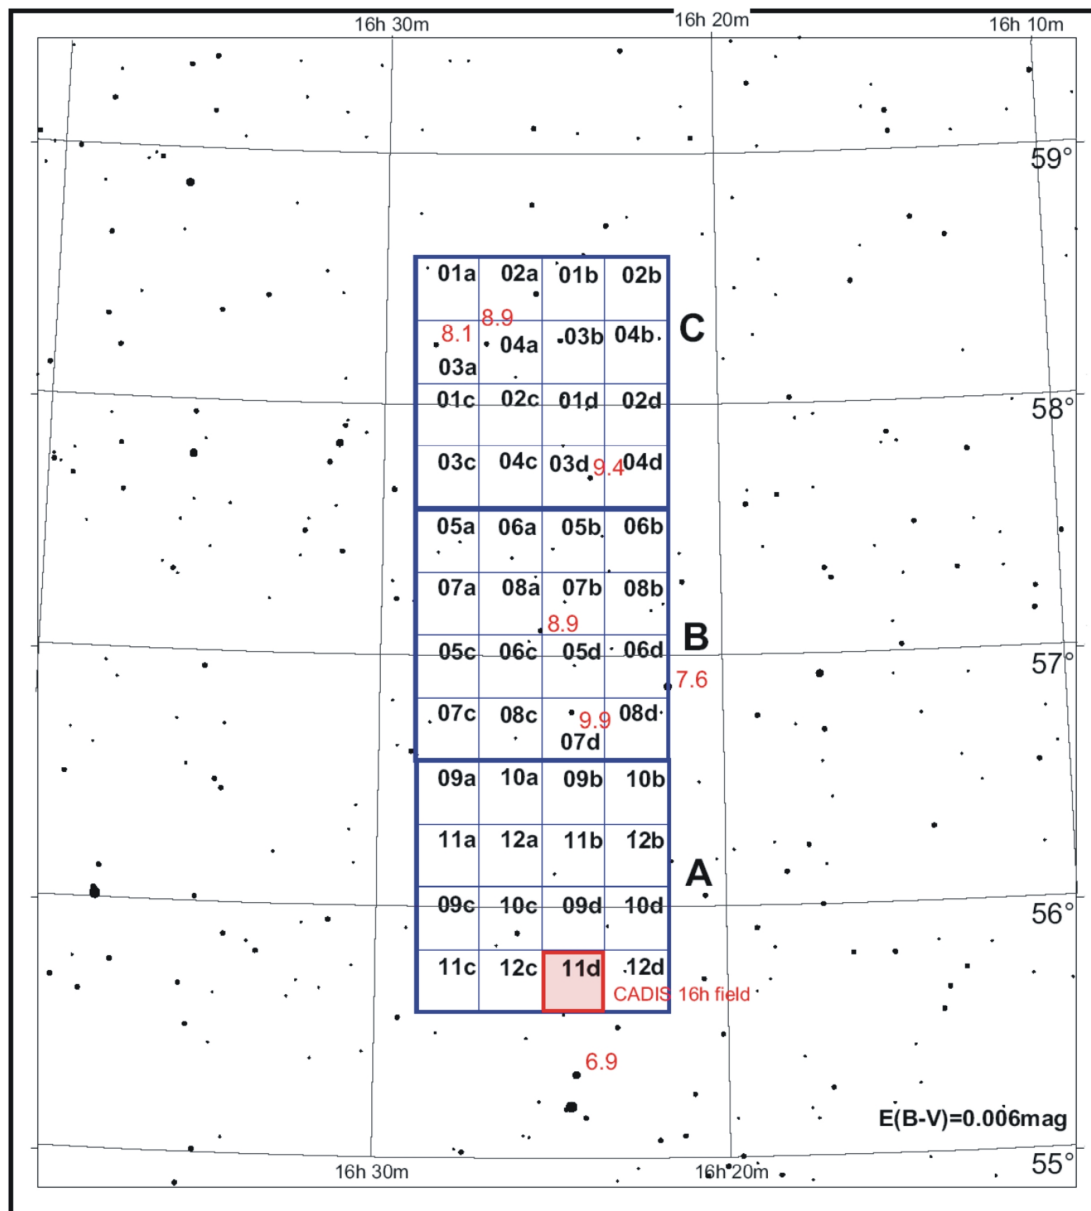 16h 30m 16h 20m 16h 10m
59°
01a 02a 01b 02b
8.1 8.9 04a 03b 04b C
03a
01c 02c 01d 02d 58°
03c 04c 03d 9.4 04d
05a 06a 05b 06b
07a 08a 07b 08b
8.9 B
05c 06c 05d 06d 57°
7.6
07c 08c 9.9 08d
07d
09a 10a 09b 10b
11a 12a 11b 12b
A
09c 10c 09d 10d 56°
11c 12c 11d 12d
CADIS 16h field
6.9
E(B-V)=0.006mag
55°
16h 30m 16h 20m